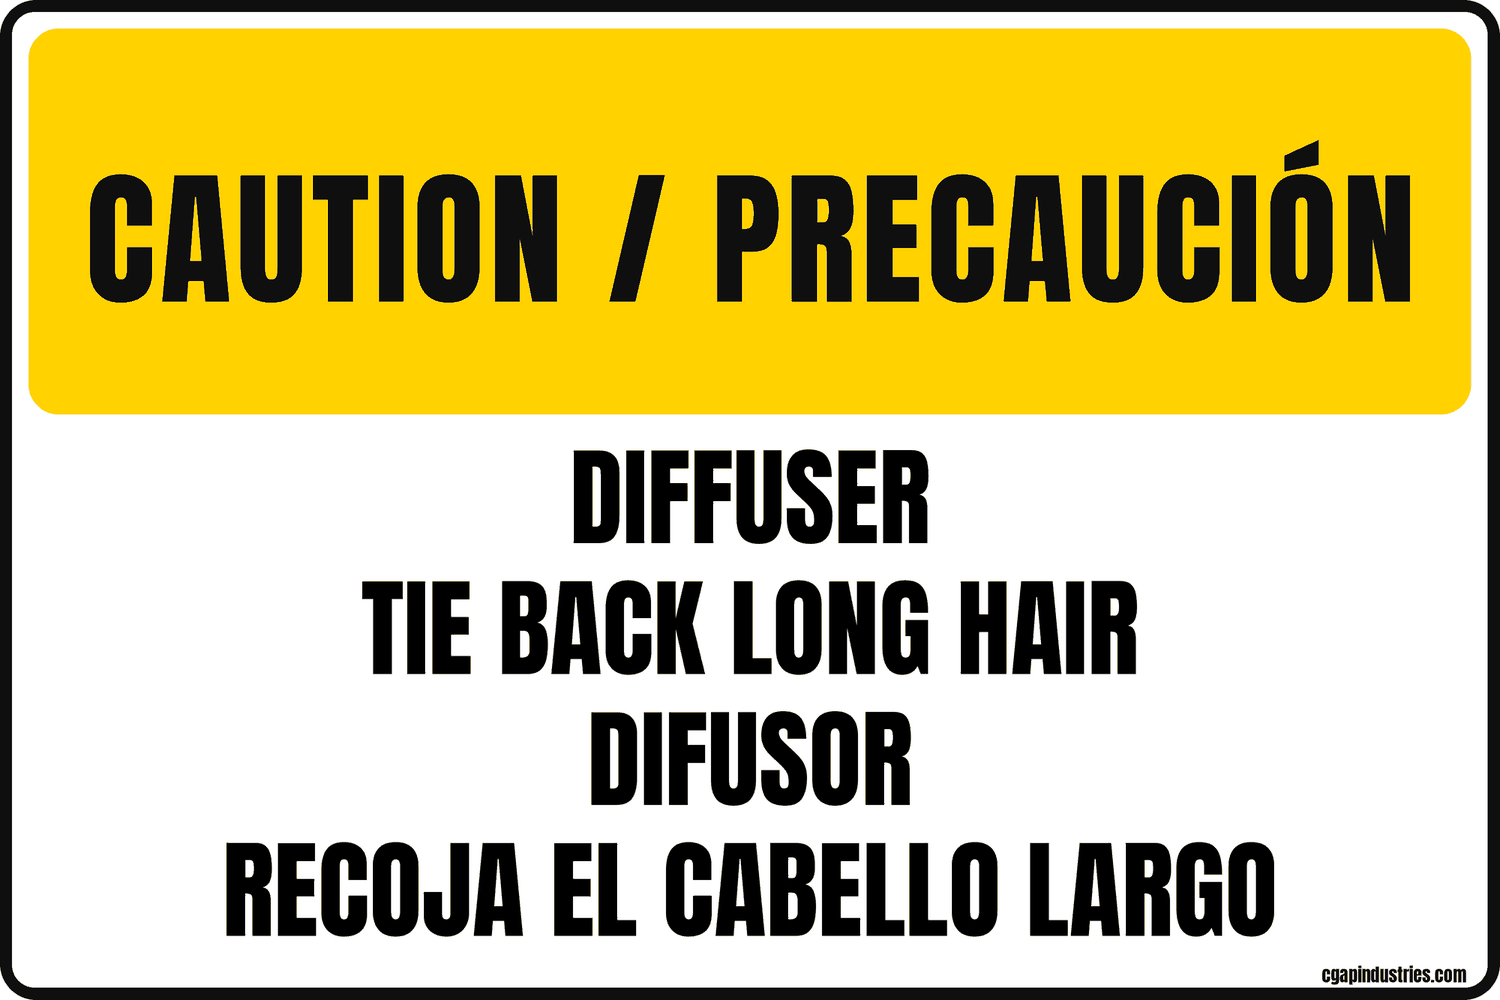 CAUTION / PRECAUCIÓN
DIFFUSER
TIE BACK LONG HAIR
DIFUSOR
RECOJA EL CABELLO LARGO
cgapindustries.com